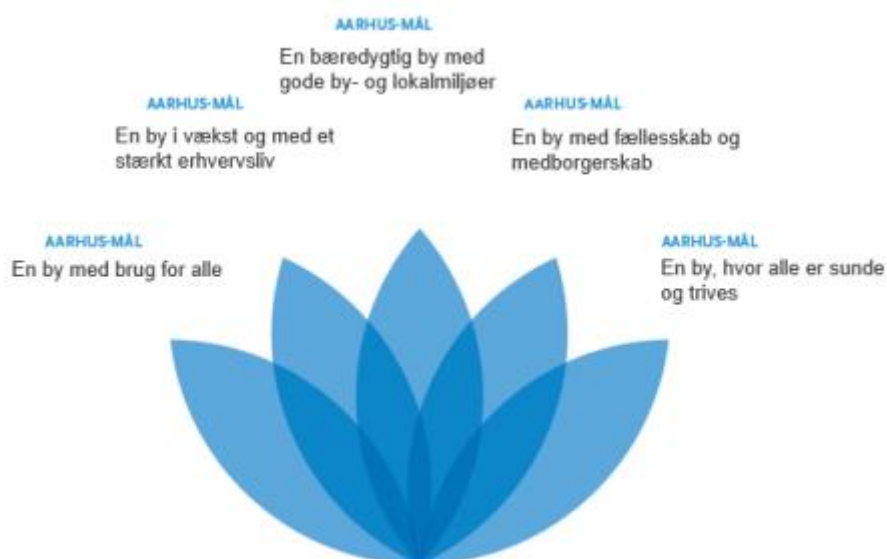 AARHUS-MÅL
En bæredygtig by med
gode by- og lokalmiljøer
AARHUS-MÅL
En by i vækst og med et
stærkt erhvervsliv
AARHUS-MÅL
En by med fællesskab og
medborgerskab
AARHUS-MÅL
En by med brug for alle
AARHUS-MÅL
En by, hvor alle er sunde
og trives